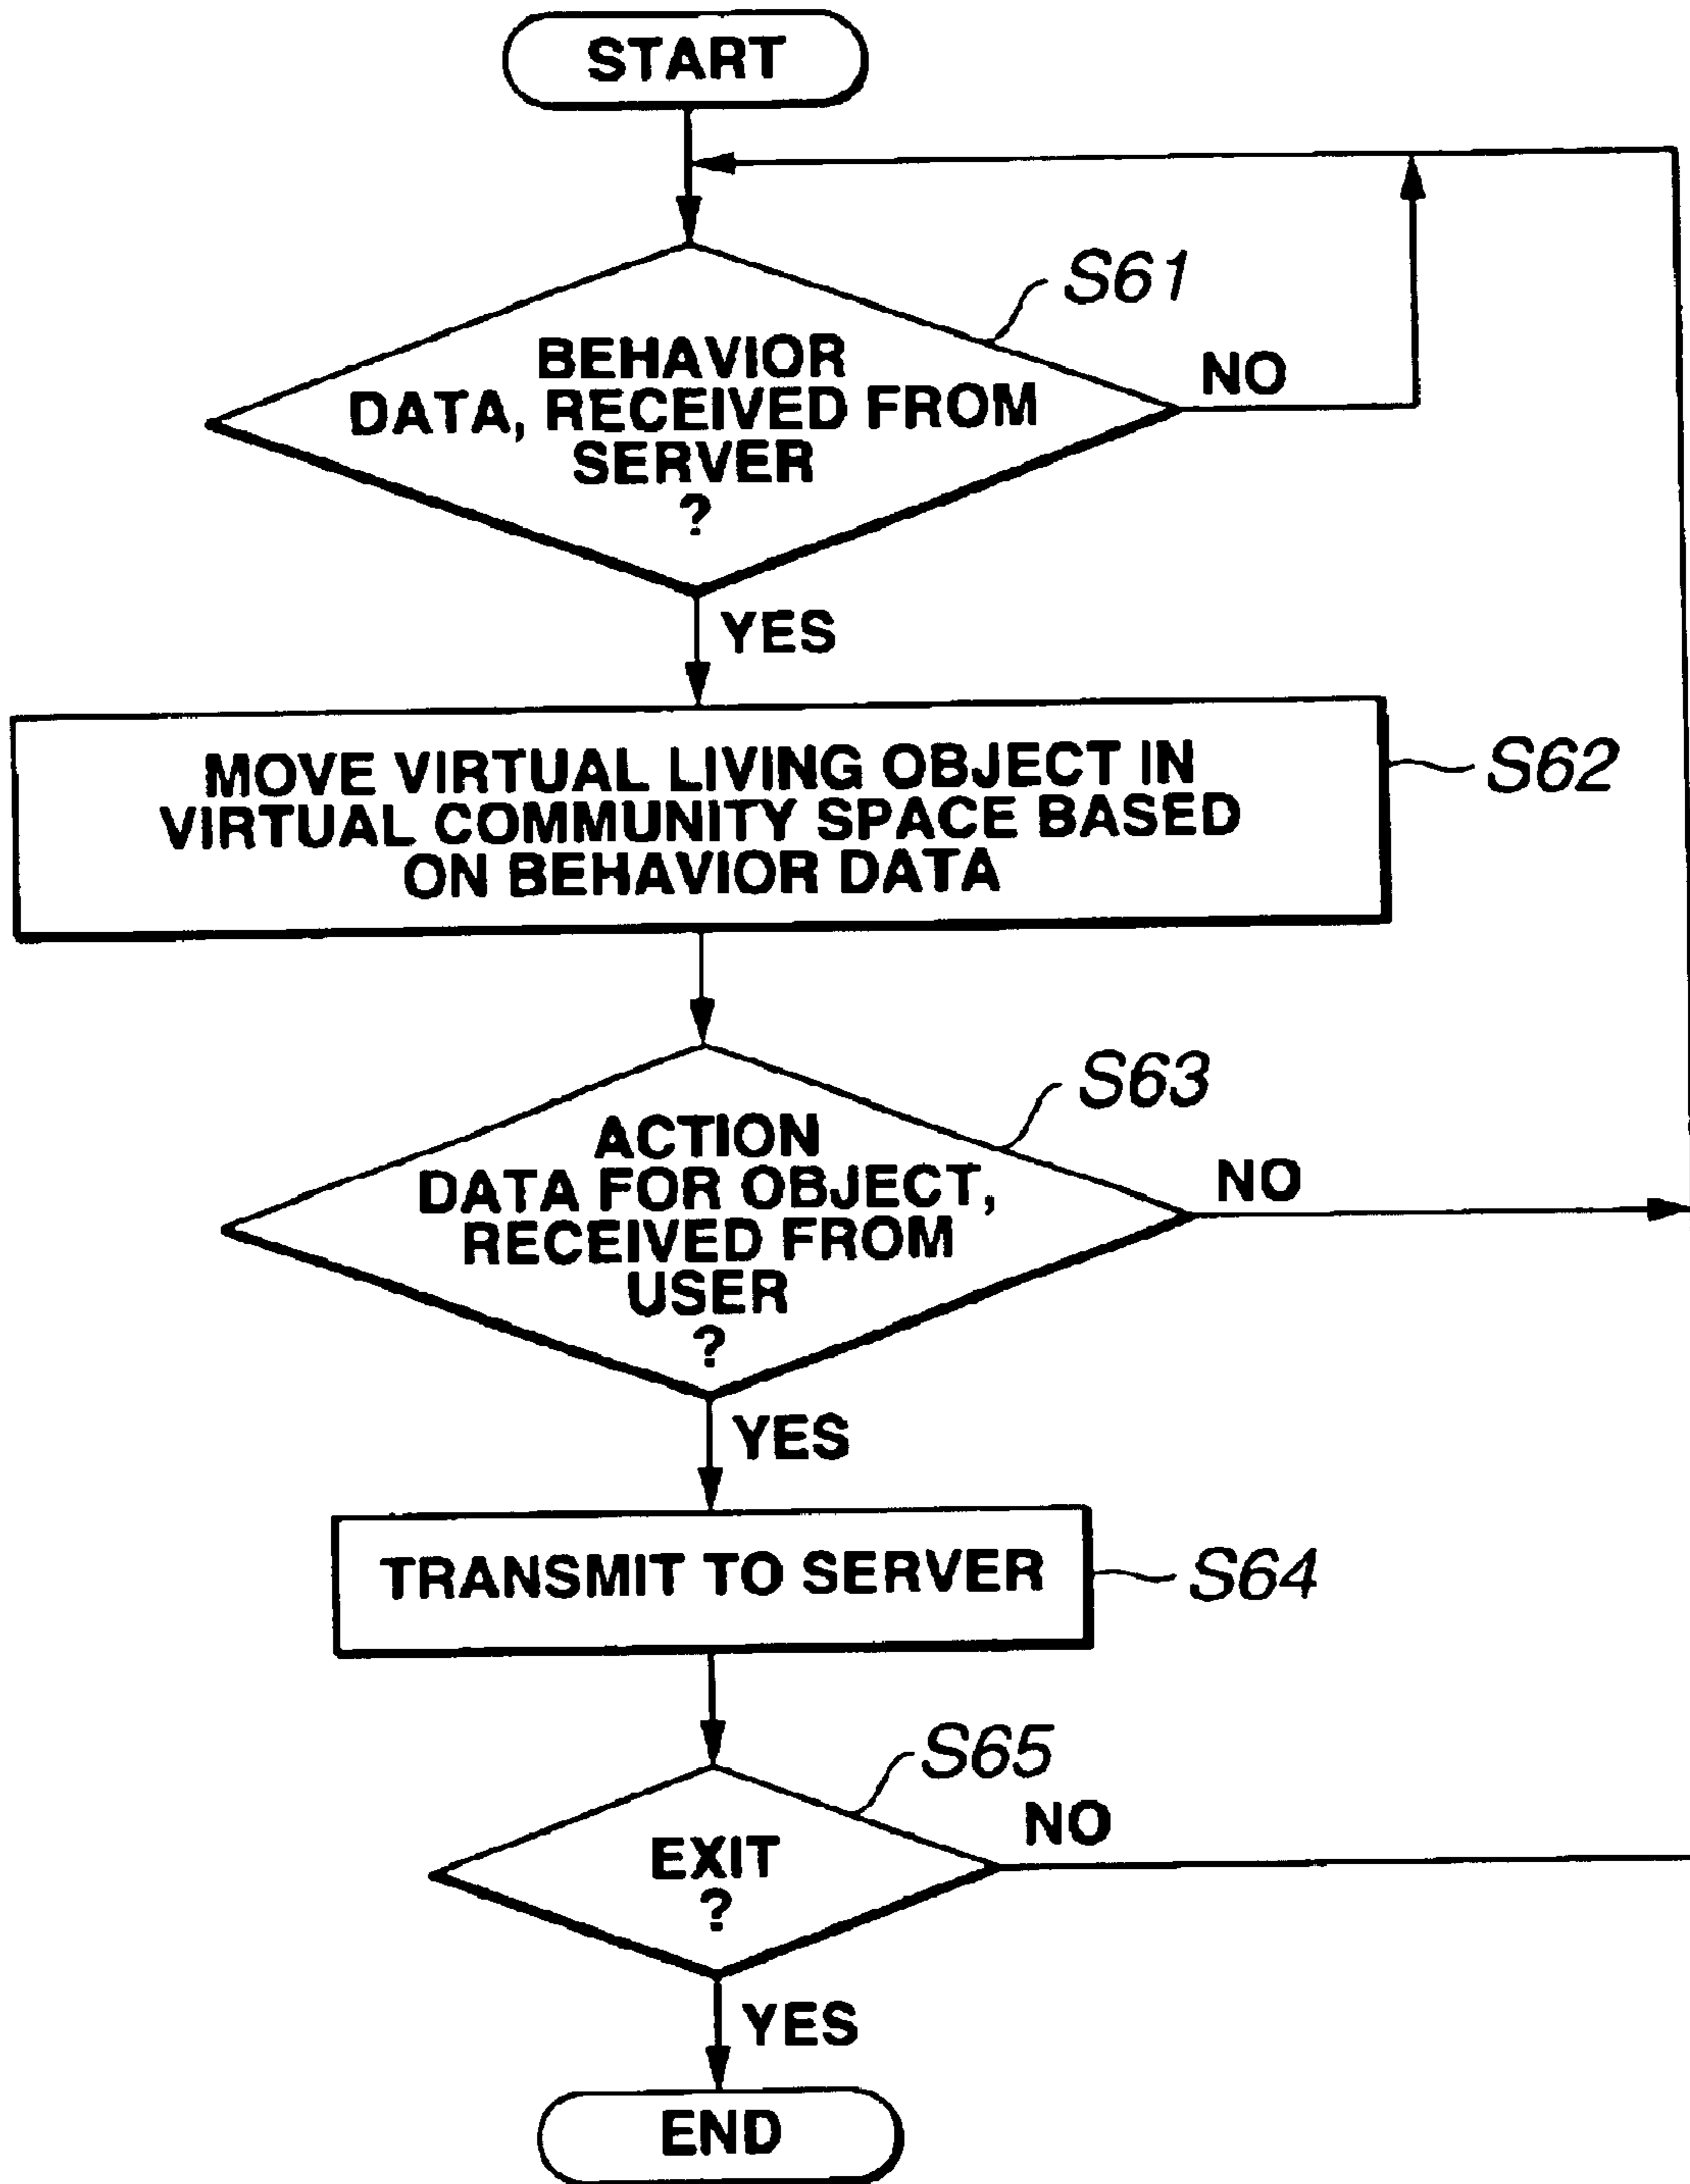 START
S61
BEHAVIOR
DATA, RECEIVED FROM
SERVER
?
NO
YES
MOVE VIRTUAL LIVING OBJECT IN
VIRTUAL COMMUNITY SPACE BASED
ON BEHAVIOR DATA
S62
S63
ACTION
DATA FOR OBJECT,
RECEIVED FROM
USER
?
NO
YES
TRANSMIT TO SERVER
S64
S65
EXIT
?
NO
YES
END